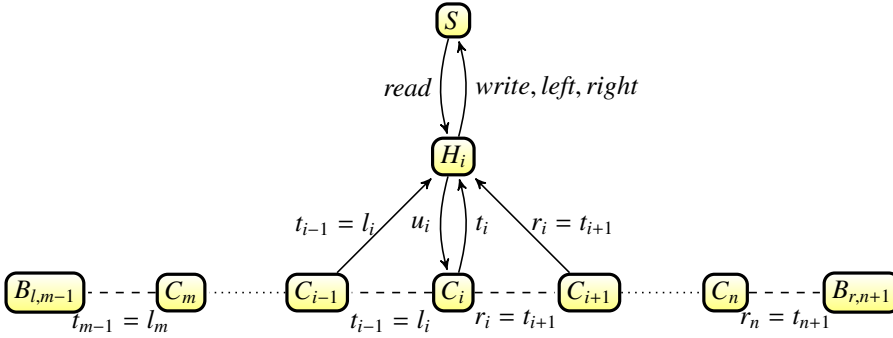 S
read write, left, right
H_i
t_{i-1} = l_i u_i t_i r_i = t_{i+1}
B_{l,m-1} C_m C_{i-1} C_i C_{i+1} C_n B_{r,n+1}
t_{m-1} = l_m t_{i-1} = l_i r_i = t_{i+1} r_n = t_{n+1}